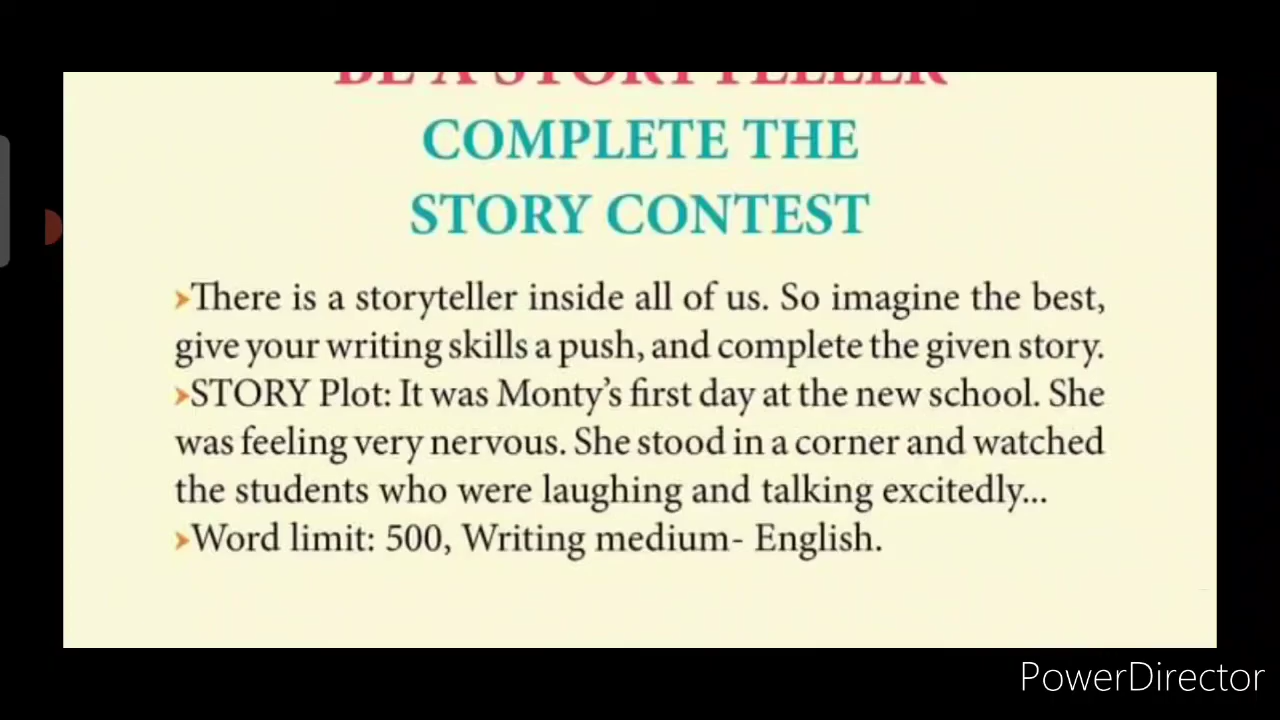 BE A STORYTELLER
COMPLETE THE
STORY CONTEST
➤There is a storyteller inside all of us. So imagine the best,
give your writing skills a push, and complete the given story.
➤STORY Plot: It was Monty’s first day at the new school. She
was feeling very nervous. She stood in a corner and watched
the students who were laughing and talking excitedly...
➤Word limit: 500, Writing medium- English.
PowerDirector